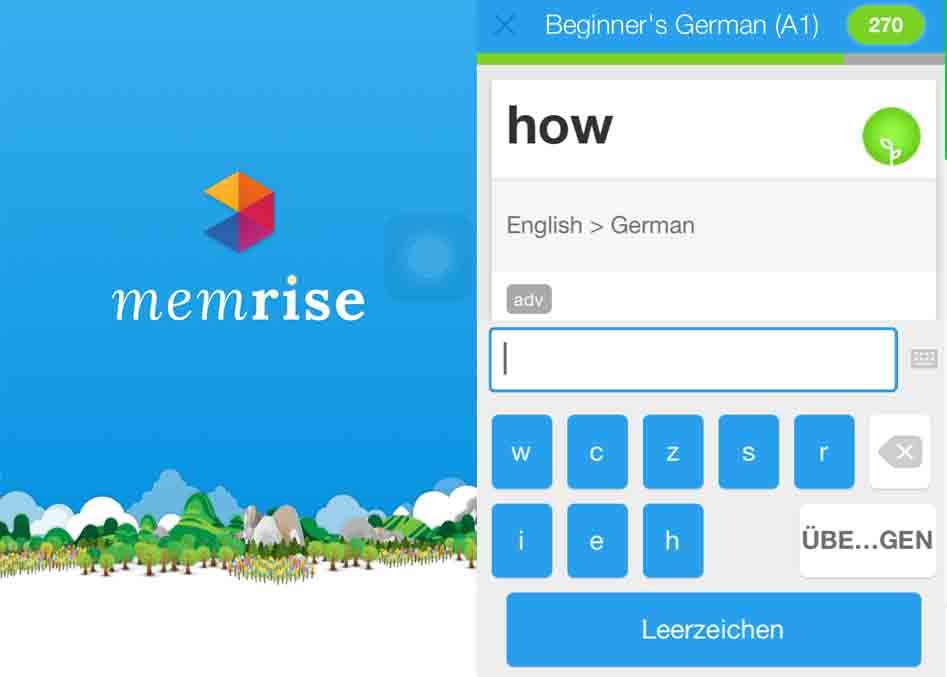 memrise
Beginner's German (A1)
270
how
English > German
adv
w c z s r
i e h ÜBE...GEN
Leerzeichen